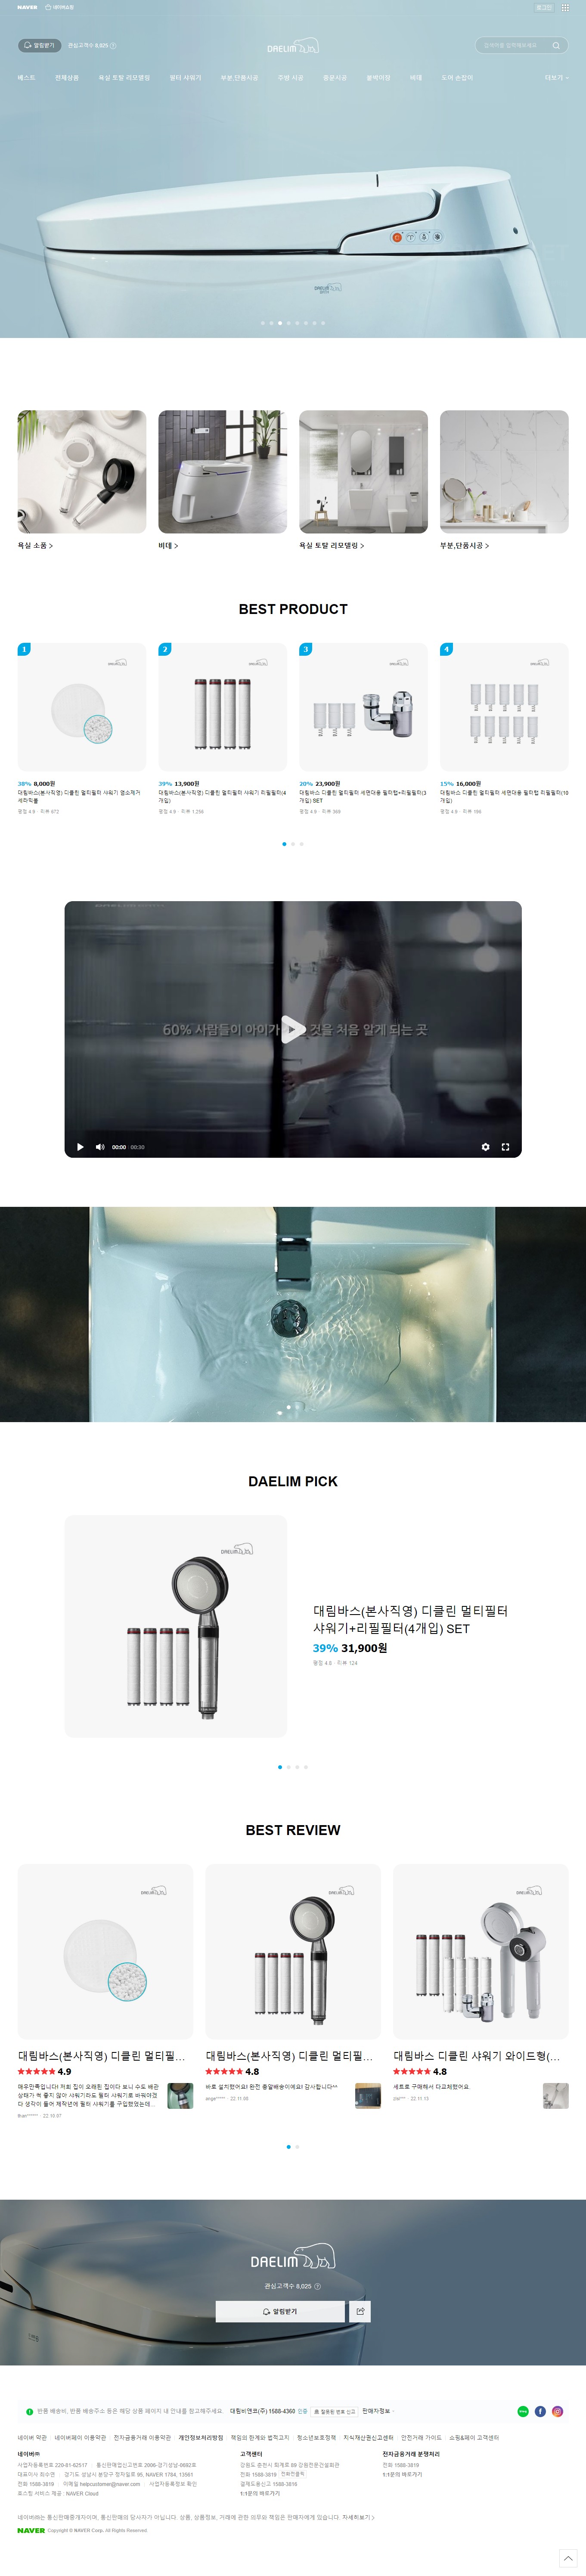 NAVER 네이버쇼핑 로그인
알림받기 관심고객수 8,025
DAELIM
검색어를 입력해보세요
베스트 전체상품 욕실 토탈 리모델링 필터 샤워기 부분,단품시공 주방 시공 중문시공 붙박이장 비데 도어 손잡이 더보기
DAELIM
욕실 소품 > 비데 > 욕실 토탈 리모델링 > 부분,단품시공 >
BEST PRODUCT
1 DAELIM 2 DAELIM 3 DAELIM 4 DAELIM
38% 8,000원
대림바스(본사직영) 디클린 멀티필터 샤워기 염소제거
세라믹볼
평점 4.9 · 리뷰 672
39% 13,900원
대림바스(본사직영) 디클린 멀티필터 샤워기 리필필터(4
개입)
평점 4.9 · 리뷰 1,256
20% 23,900원
대림바스 디클린 멀티필터 세면대용 필터탭+리필필터(3
개입) SET
평점 4.9 · 리뷰 369
15% 16,000원
대림바스 디클린 멀티필터 세면대용 필터탭 리필필터(10
개입)
60% 사람들이 아이가 것을 처음 알게 되는 곳
00:00 00:30
DAELIM PICK
DAELIM
대림바스(본사직영) 디클린 멀티필터
샤워기+리필필터(4개입) SET
39% 31,900원
평점 4.8 · 리뷰 124
BEST REVIEW
DAELIM DAELIM DAELIM
대림바스(본사직영) 디클린 멀티필...
4.9
매우만족입니다! 저희 집이 오래된 집이다 보니 수도 배관
상태가 썩 좋지 않아 샤워기라도 필터 샤워기로 바꿔야겠
다 생각이 들어 제작년에 필터 샤워기를 구입했었는데...
22.10.07
대림바스(본사직영) 디클린 멀티필...
4.8
바로 설치했어요! 완전 총알배송이에요! 감사합니다^^
22.11.03
대림바스 디클린 샤워기 와이드형(...
4.8
세트로 구매해서 다교체했어요
22.11.13
DAELIM
관심고객수 8,025
알림받기
반품 배송비, 반품 배송주소 등은 해당 상품 페이지 내 안내를 참고해주세요. 대림비앤코(주) 1588-4360 인증 잘못된 번호 신고 판매자정보
네이버 약관 네이버페이 이용약관 전자금융거래 이용약관 개인정보처리방침 책임의 한계와 법적고지 청소년보호정책 지식재산권신고센터 안전거래 가이드 쇼핑&페이 고객센터
네이버㈜
사업자등록번호 220-81-62517 통신판매업신고번호 2006-경기성남-0692호
대표이사 최수연 경기도 성남시 분당구 정자일로 95, NAVER 1784, 13561
전화 1588-3819 이메일 helpcustomer@naver.com 사업자등록정보 확인
호스팅 서비스 제공 : NAVER Cloud
고객센터
강원도 춘천시 퇴계로 89 강원전문건설회관
전화 1588-3819 전화전클릭
결제도용신고 1588-3819
1:1문의 바로가기
전자금융거래 분쟁처리
전화 1588-3819
1:1문의 바로가기
네이버㈜는 통신판매중개자이며, 통신판매의 당사자가 아닙니다. 상품, 상품정보, 거래에 관한 의무와 책임은 판매자에게 있습니다. 자세히보기 >
NAVER Copyright © NAVER Corp. All Rights Reserved.